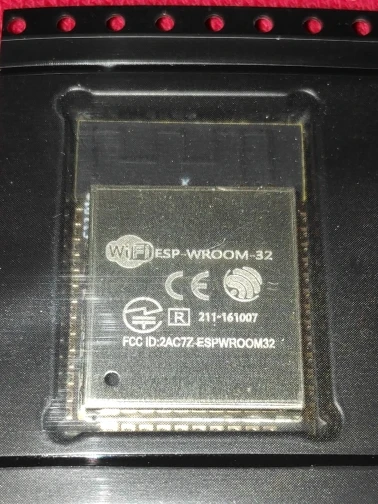 WiFi ESP-WROOM-32
CE
R 211-161007
FCC ID:2AC7Z-ESPWROOM32